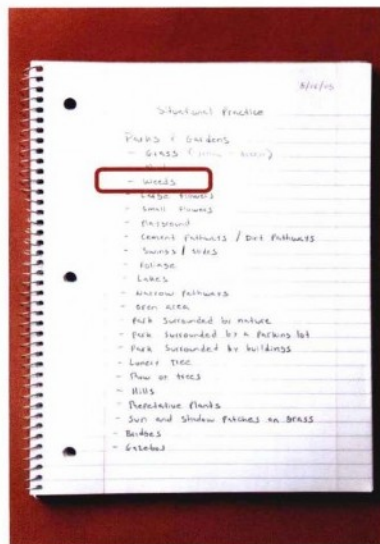 Situational Practice
Parks + Gardens
- Grass (
- Weeds
- Large flowers
- Small flowers
- Playground
- Cement Pathways / Dirt Pathways
- Swings / Slides
- Foliage
- Lakes
- Narrow Pathways
- Open Area
- Park Surrounded by nature
- Park Surrounded by a Parking lot
- Park Surrounded by buildings
- Lonely Tree
- Row of trees
- Hills
- Repetative Plants
- Sun and Shadow Patches on Grass
- Bridges
- Gazebos